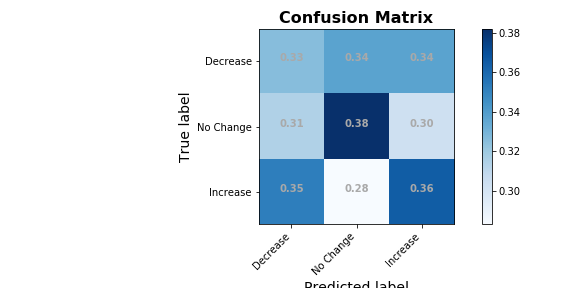 Confusion Matrix
0.38
Decrease
0.34
0.34
0.36
0.34
No Change
0.31
0.38
0.30
True label
0.32
Increase
0.35
0.28
0.36
0.30
Decrease
No Change
Increase
Predicted label